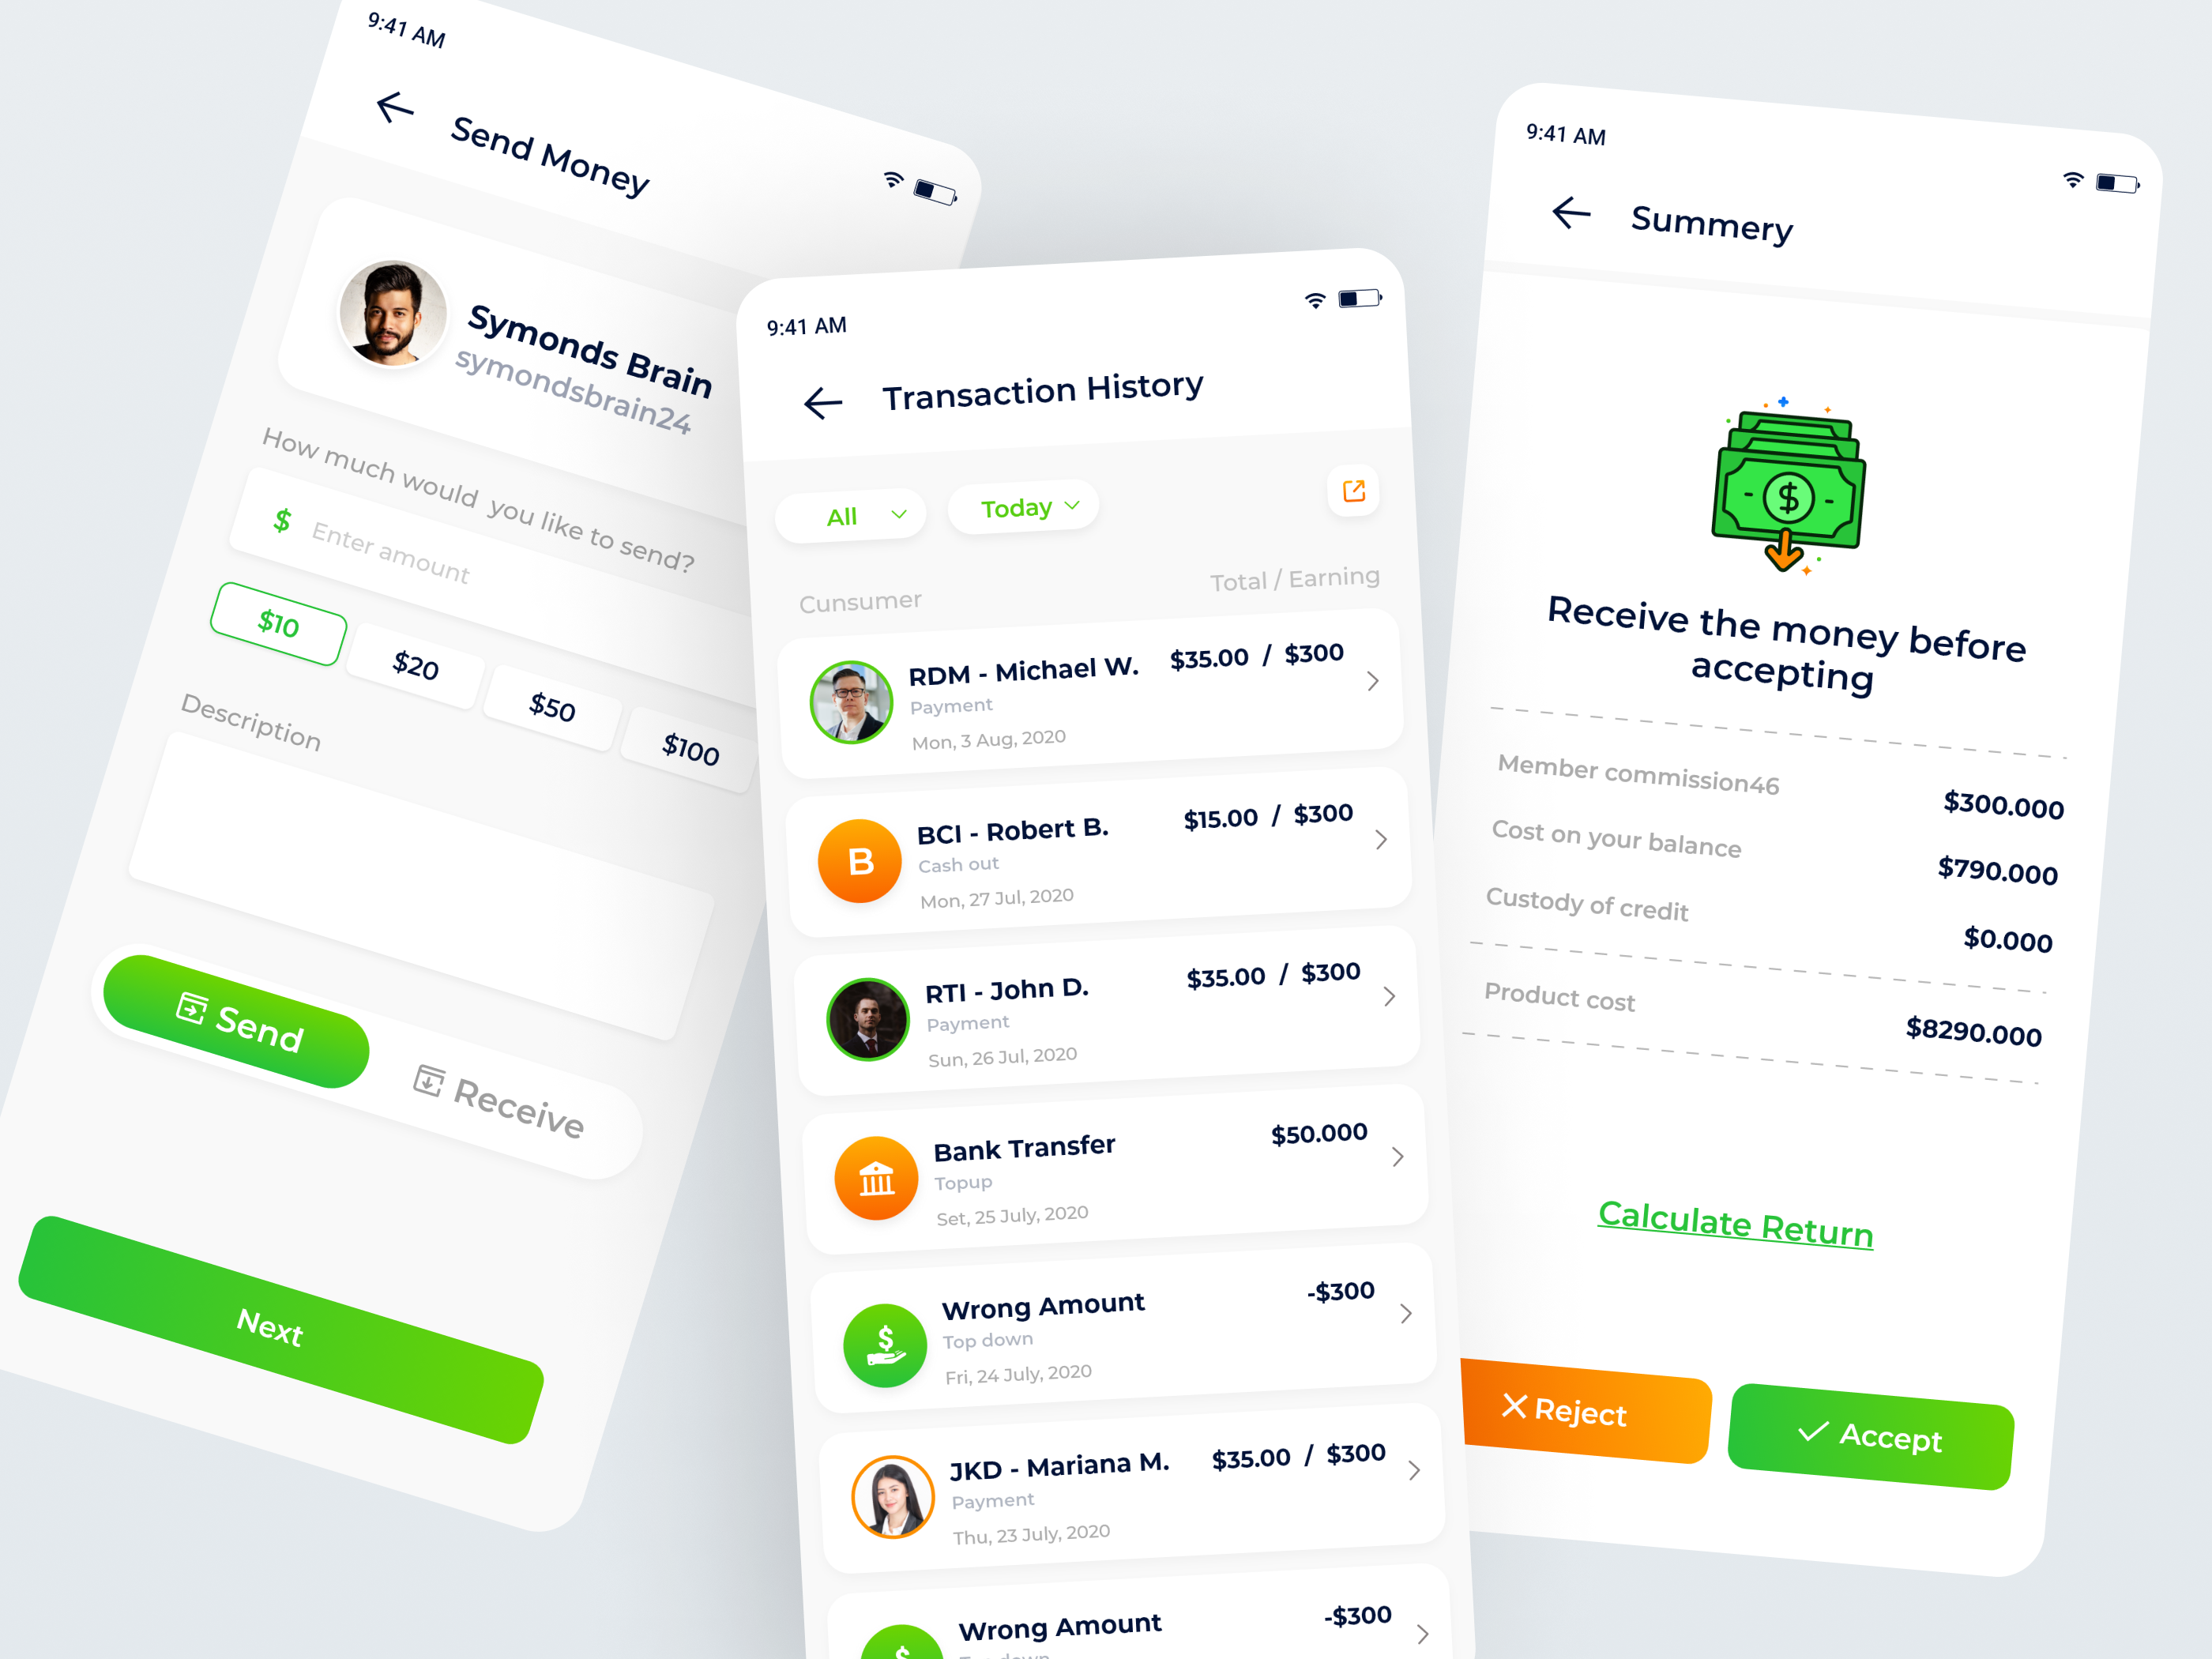 9:41 AM
Send Money
Symonds Brain
symondsbrain24
How much would you like to send?
$ Enter amount
$10 $20 $50 $100
Description
Send Receive
Next
9:41 AM
Transaction History
All Today
Cunsumer Total / Earning
RDM - Michael W. $35.00 / $300
Payment
Mon, 3 Aug, 2020
B
BCI - Robert B. $15.00 / $300
Cash out
Mon, 27 Jul, 2020
RTI - John D. $35.00 / $300
Payment
Sun, 26 Jul, 2020
Bank Transfer $50.000
Topup
Set, 25 July, 2020
Wrong Amount -$300
Top down
Fri, 24 July, 2020
JKD - Mariana M. $35.00 / $300
Payment
Thu, 23 July, 2020
Wrong Amount -$300
9:41 AM
Summery
$
Receive the money before
accepting
Member commission46 $300.000
Cost on your balance $790.000
Custody of credit $0.000
Product cost $8290.000
Calculate Return
Reject Accept